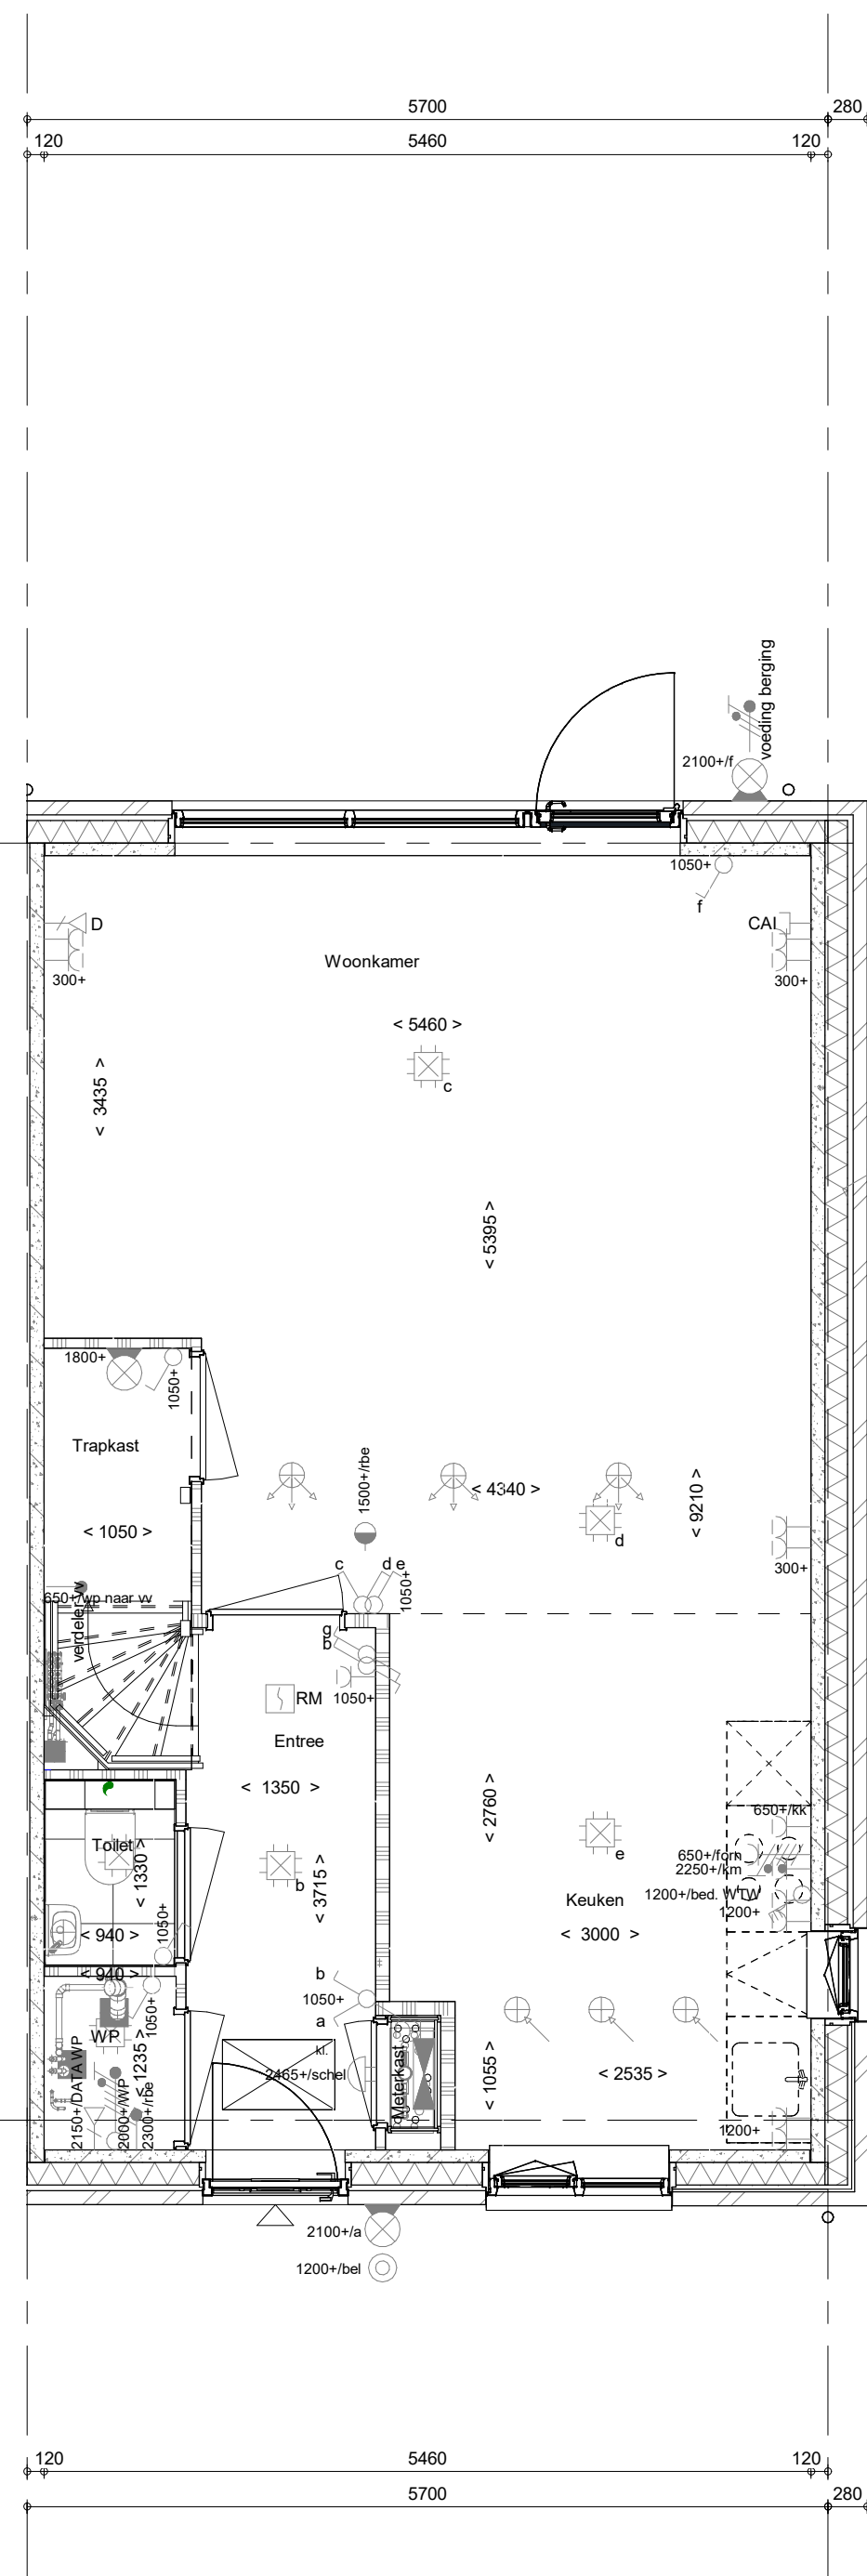 5700 280
120 5460 120
voeding berging
2100+/f
1050+
f
D
CAI
300+
300+
Woonkamer
< 5460 >
c
< 3435 >
< 5395 >
1800+
1050+
Trapkast
< 1050 >
1500+/rbe
< 4340 >
< 9210 >
d
300+
c
d e
1050+
650+/wp naar vv
verdeler vv
g
b
1050+
RM
Entree
< 1350 >
< 2760 >
650+/kk
Toilet
< 1330 >
e
650+/forn
2250+/km
1200+/bed. WTW
1200+
b
< 3715 >
Keuken
< 3000 >
1050+
< 940 >
< 940 >
b
1050+
a
1050+
WP
< 1235 >
kl.
2465+/schel
Meterkast
< 1055 >
< 2535 >
2150+/DATA WP
2000+/WP
2300+/rbe
1200+
2100+/a
1200+/bel
120 5460 120
5700 280